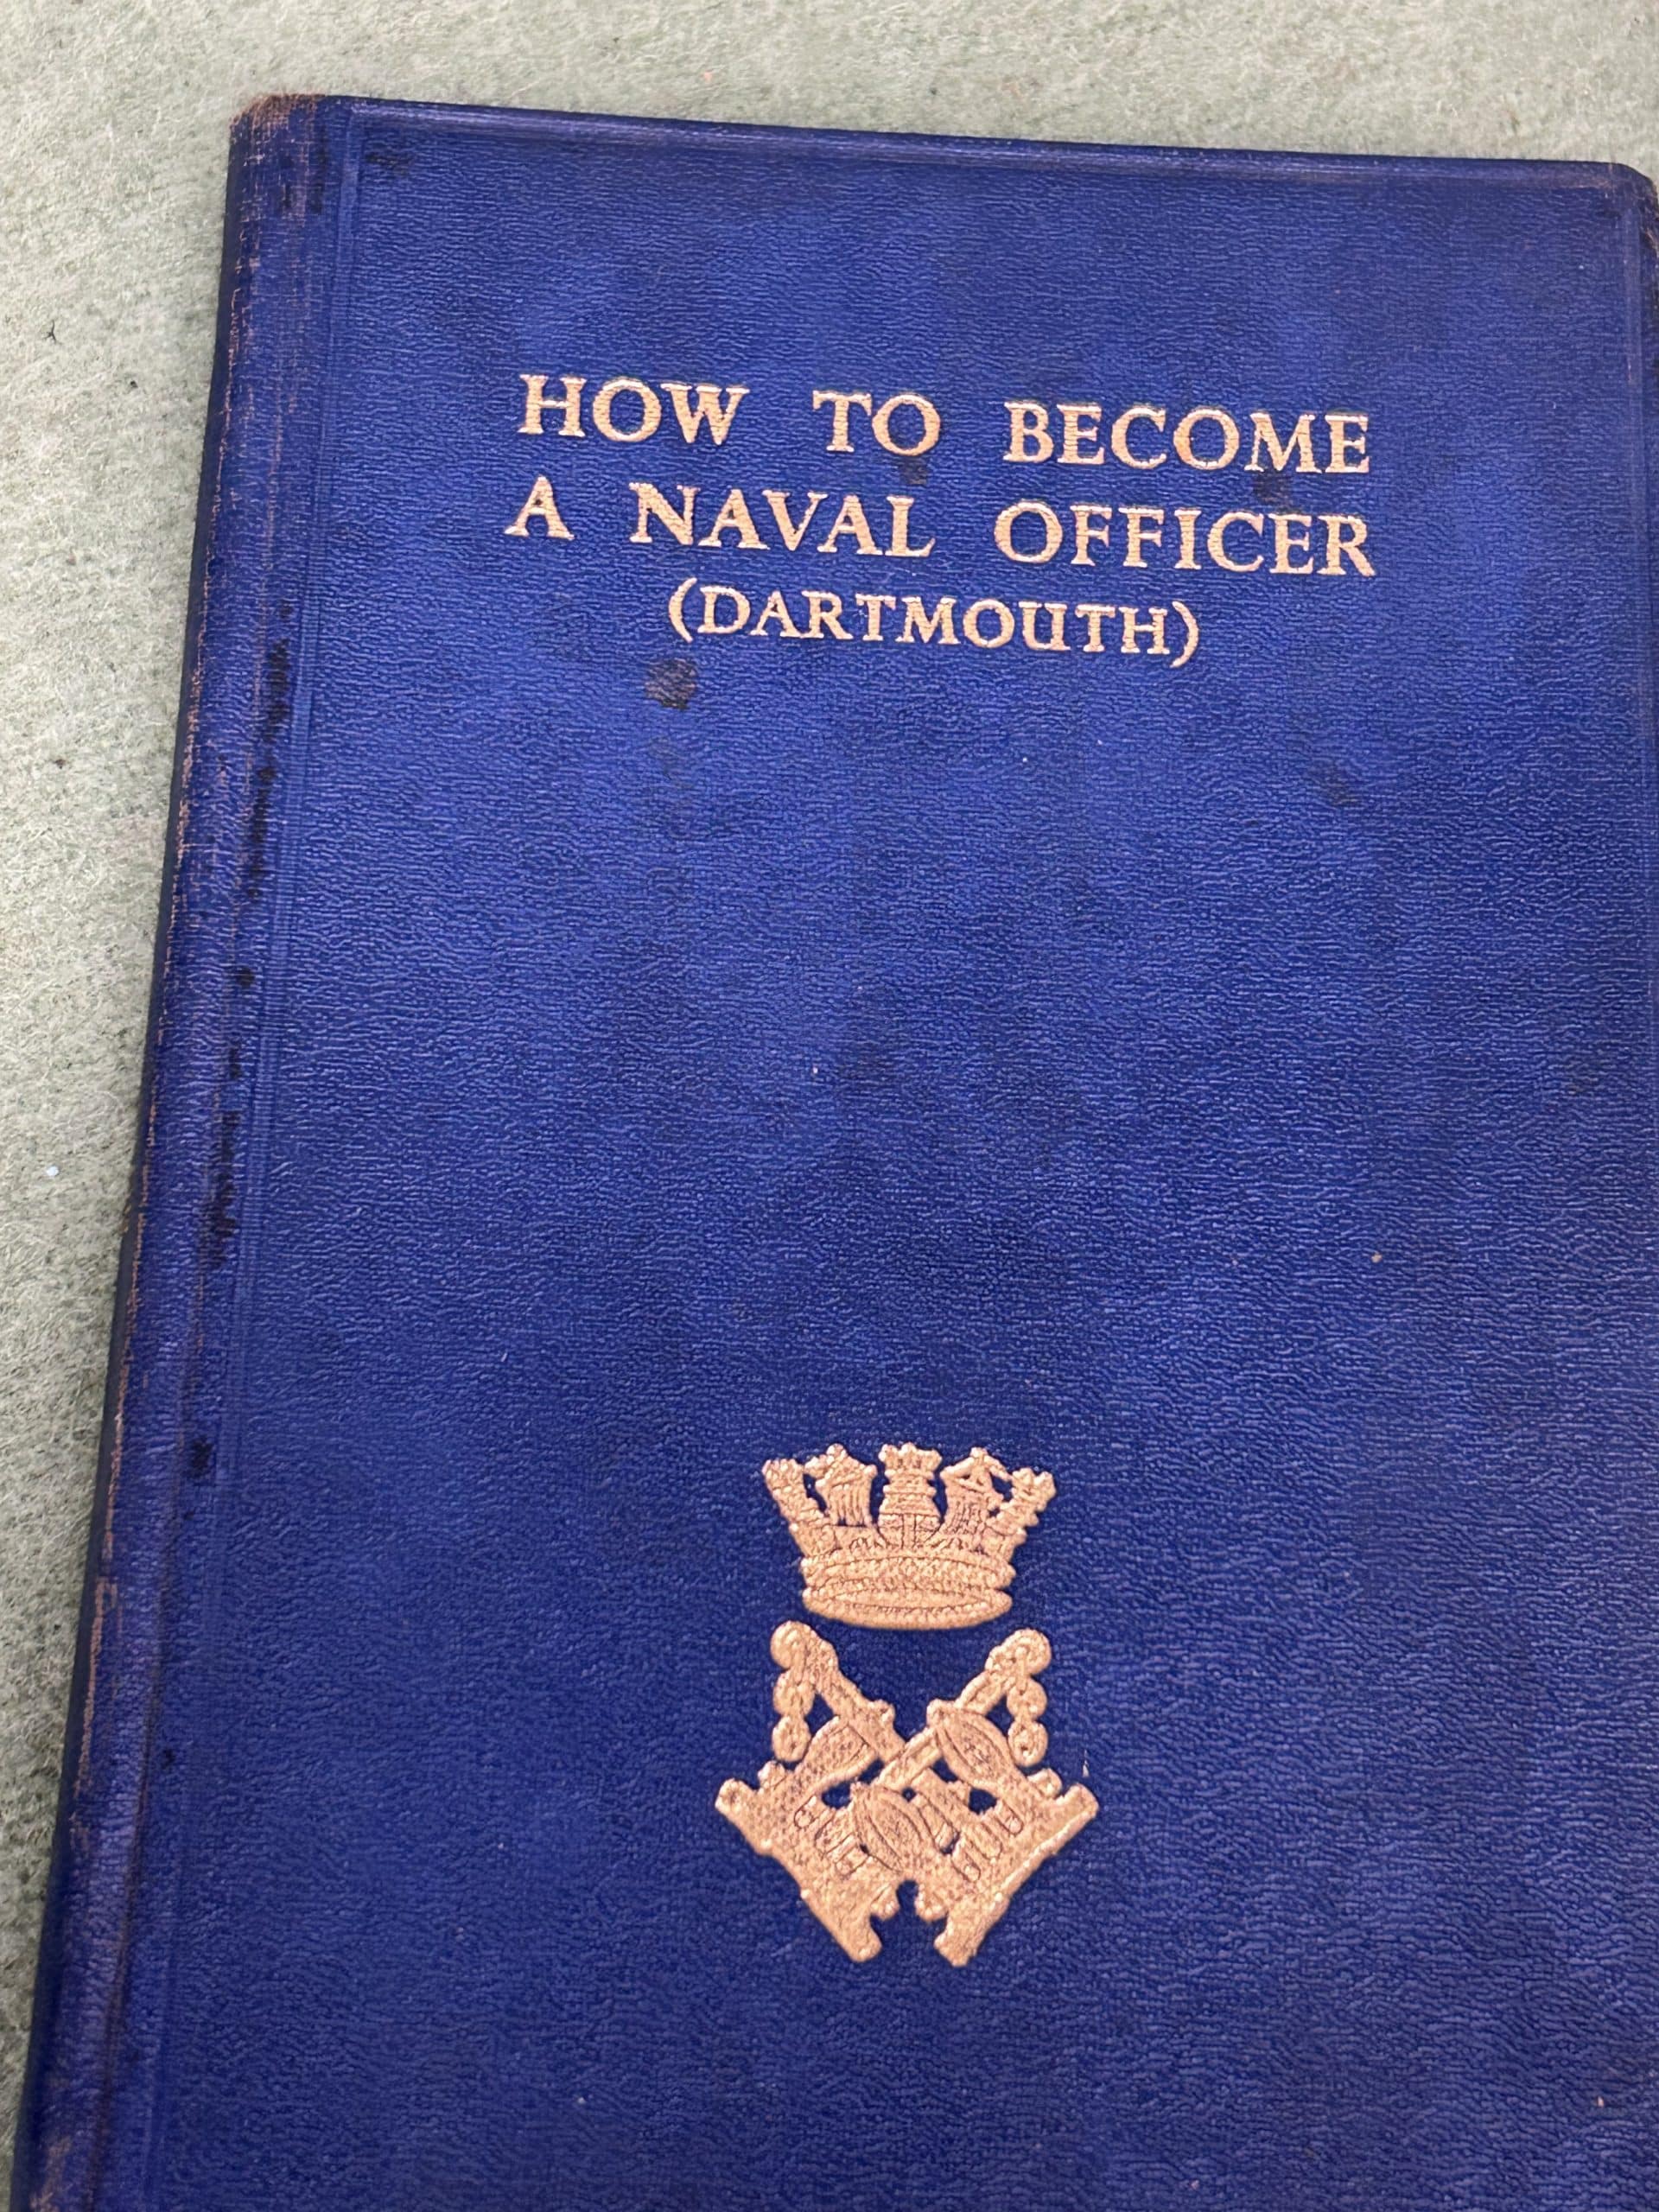 HOW TO BECOME
A NAVAL OFFICER
(DARTMOUTH)